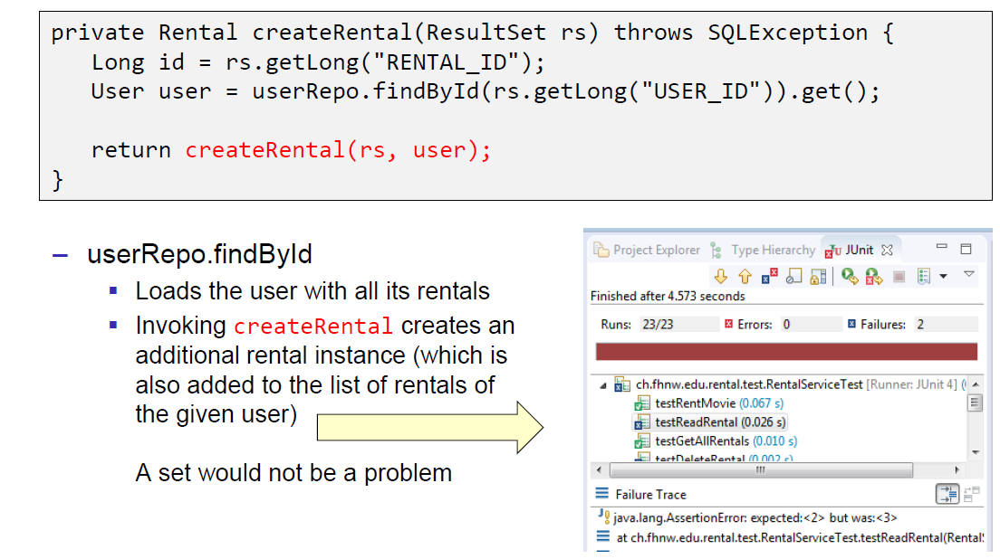 private Rental createRental(ResultSet rs) throws SQLException {
Long id = rs.getLong("RENTAL_ID");
User user = userRepo.findById(rs.getLong("USER_ID")).get();
return createRental(rs, user);
}
– userRepo.findById
▪ Loads the user with all its rentals
▪ Invoking createRental creates an
additional rental instance (which is
also added to the list of rentals of
the given user)
A set would not be a problem
Project Explorer Type Hierarchy JUnit
Finished after 4.573 seconds
Runs: 23/23 Errors: 0 Failures: 2
ch.fhnw.edu.rental.test.RentalServiceTest [Runner: JUnit 4] (
testRentMovie (0.067 s)
testReadRental (0.026 s)
testGetAllRentals (0.010 s)
testDeleteRental (0.002 s)
Failure Trace
java.lang.AssertionError: expected:<2> but was:<3>
at ch.fhnw.edu.rental.test.RentalServiceTest.testReadRental(RentalS